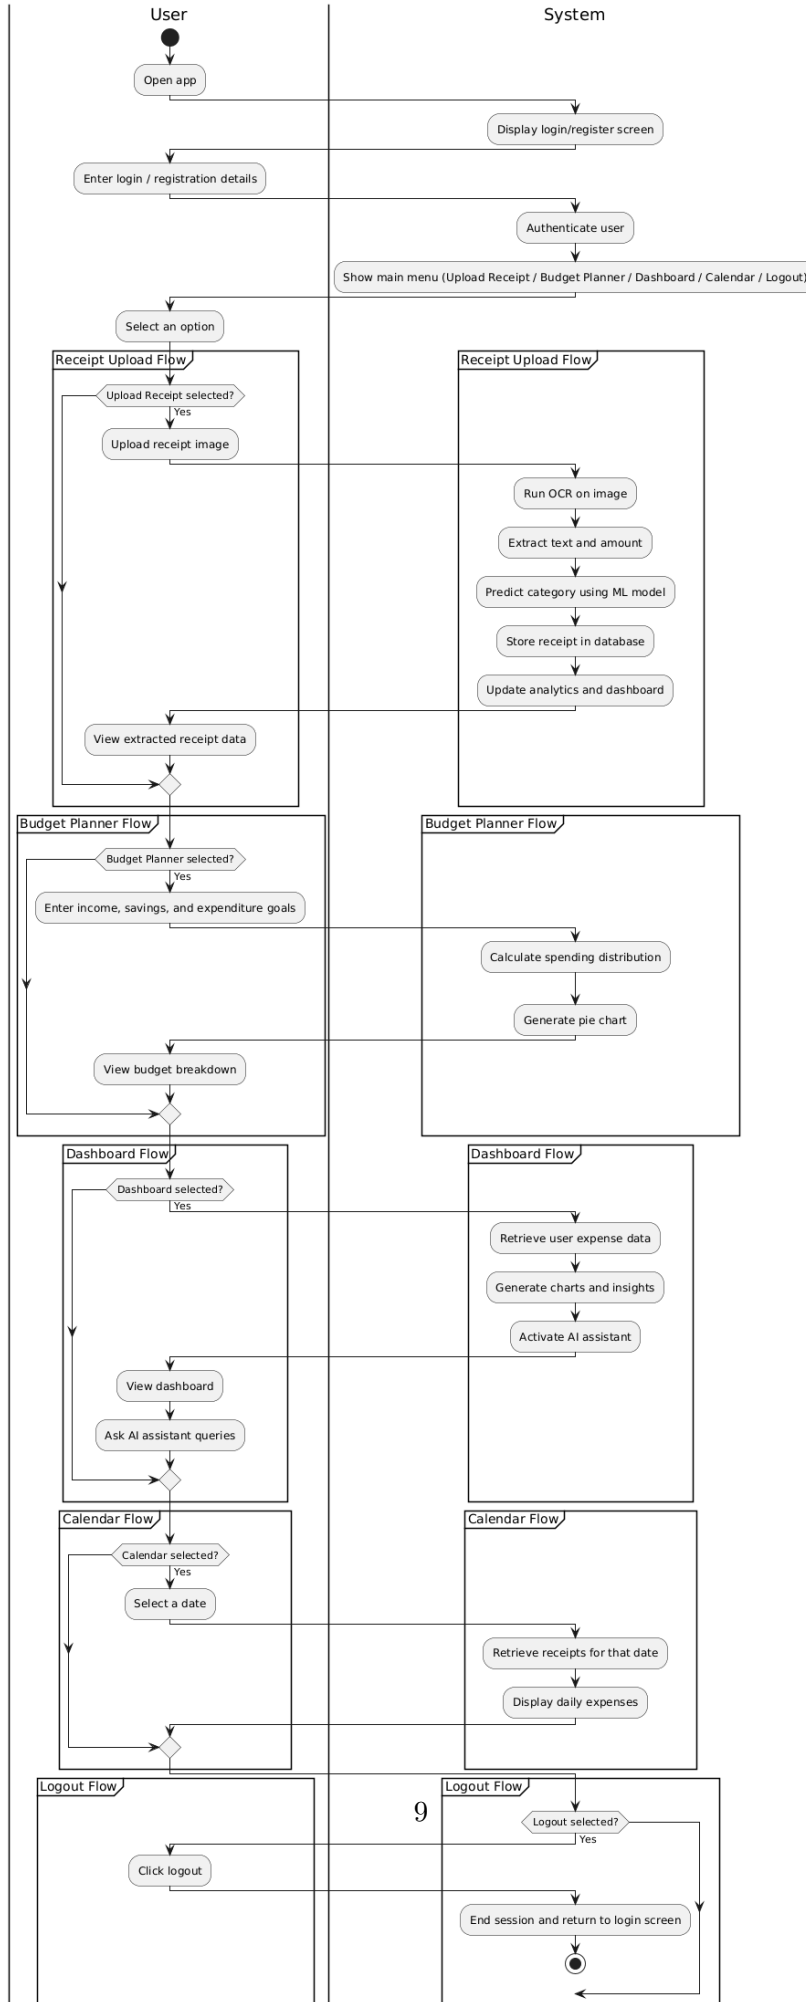 User
System
Open app
Display login/register screen
Enter login / registration details
Authenticate user
Show main menu (Upload Receipt / Budget Planner / Dashboard / Calendar / Logout)
Select an option
Receipt Upload Flow
Receipt Upload Flow
Upload Receipt selected?
Yes
Upload receipt image
Run OCR on image
Extract text and amount
Predict category using ML model
Store receipt in database
Update analytics and dashboard
View extracted receipt data
Budget Planner Flow
Budget Planner Flow
Budget Planner selected?
Yes
Enter income, savings, and expenditure goals
Calculate spending distribution
Generate pie chart
View budget breakdown
Dashboard Flow
Dashboard Flow
Dashboard selected?
Yes
Retrieve user expense data
Generate charts and insights
Activate AI assistant
View dashboard
Ask AI assistant queries
Calendar Flow
Calendar Flow
Calendar selected?
Yes
Select a date
Retrieve receipts for that date
Display daily expenses
Logout Flow
Logout Flow
9
Logout selected?
Yes
Click logout
End session and return to login screen